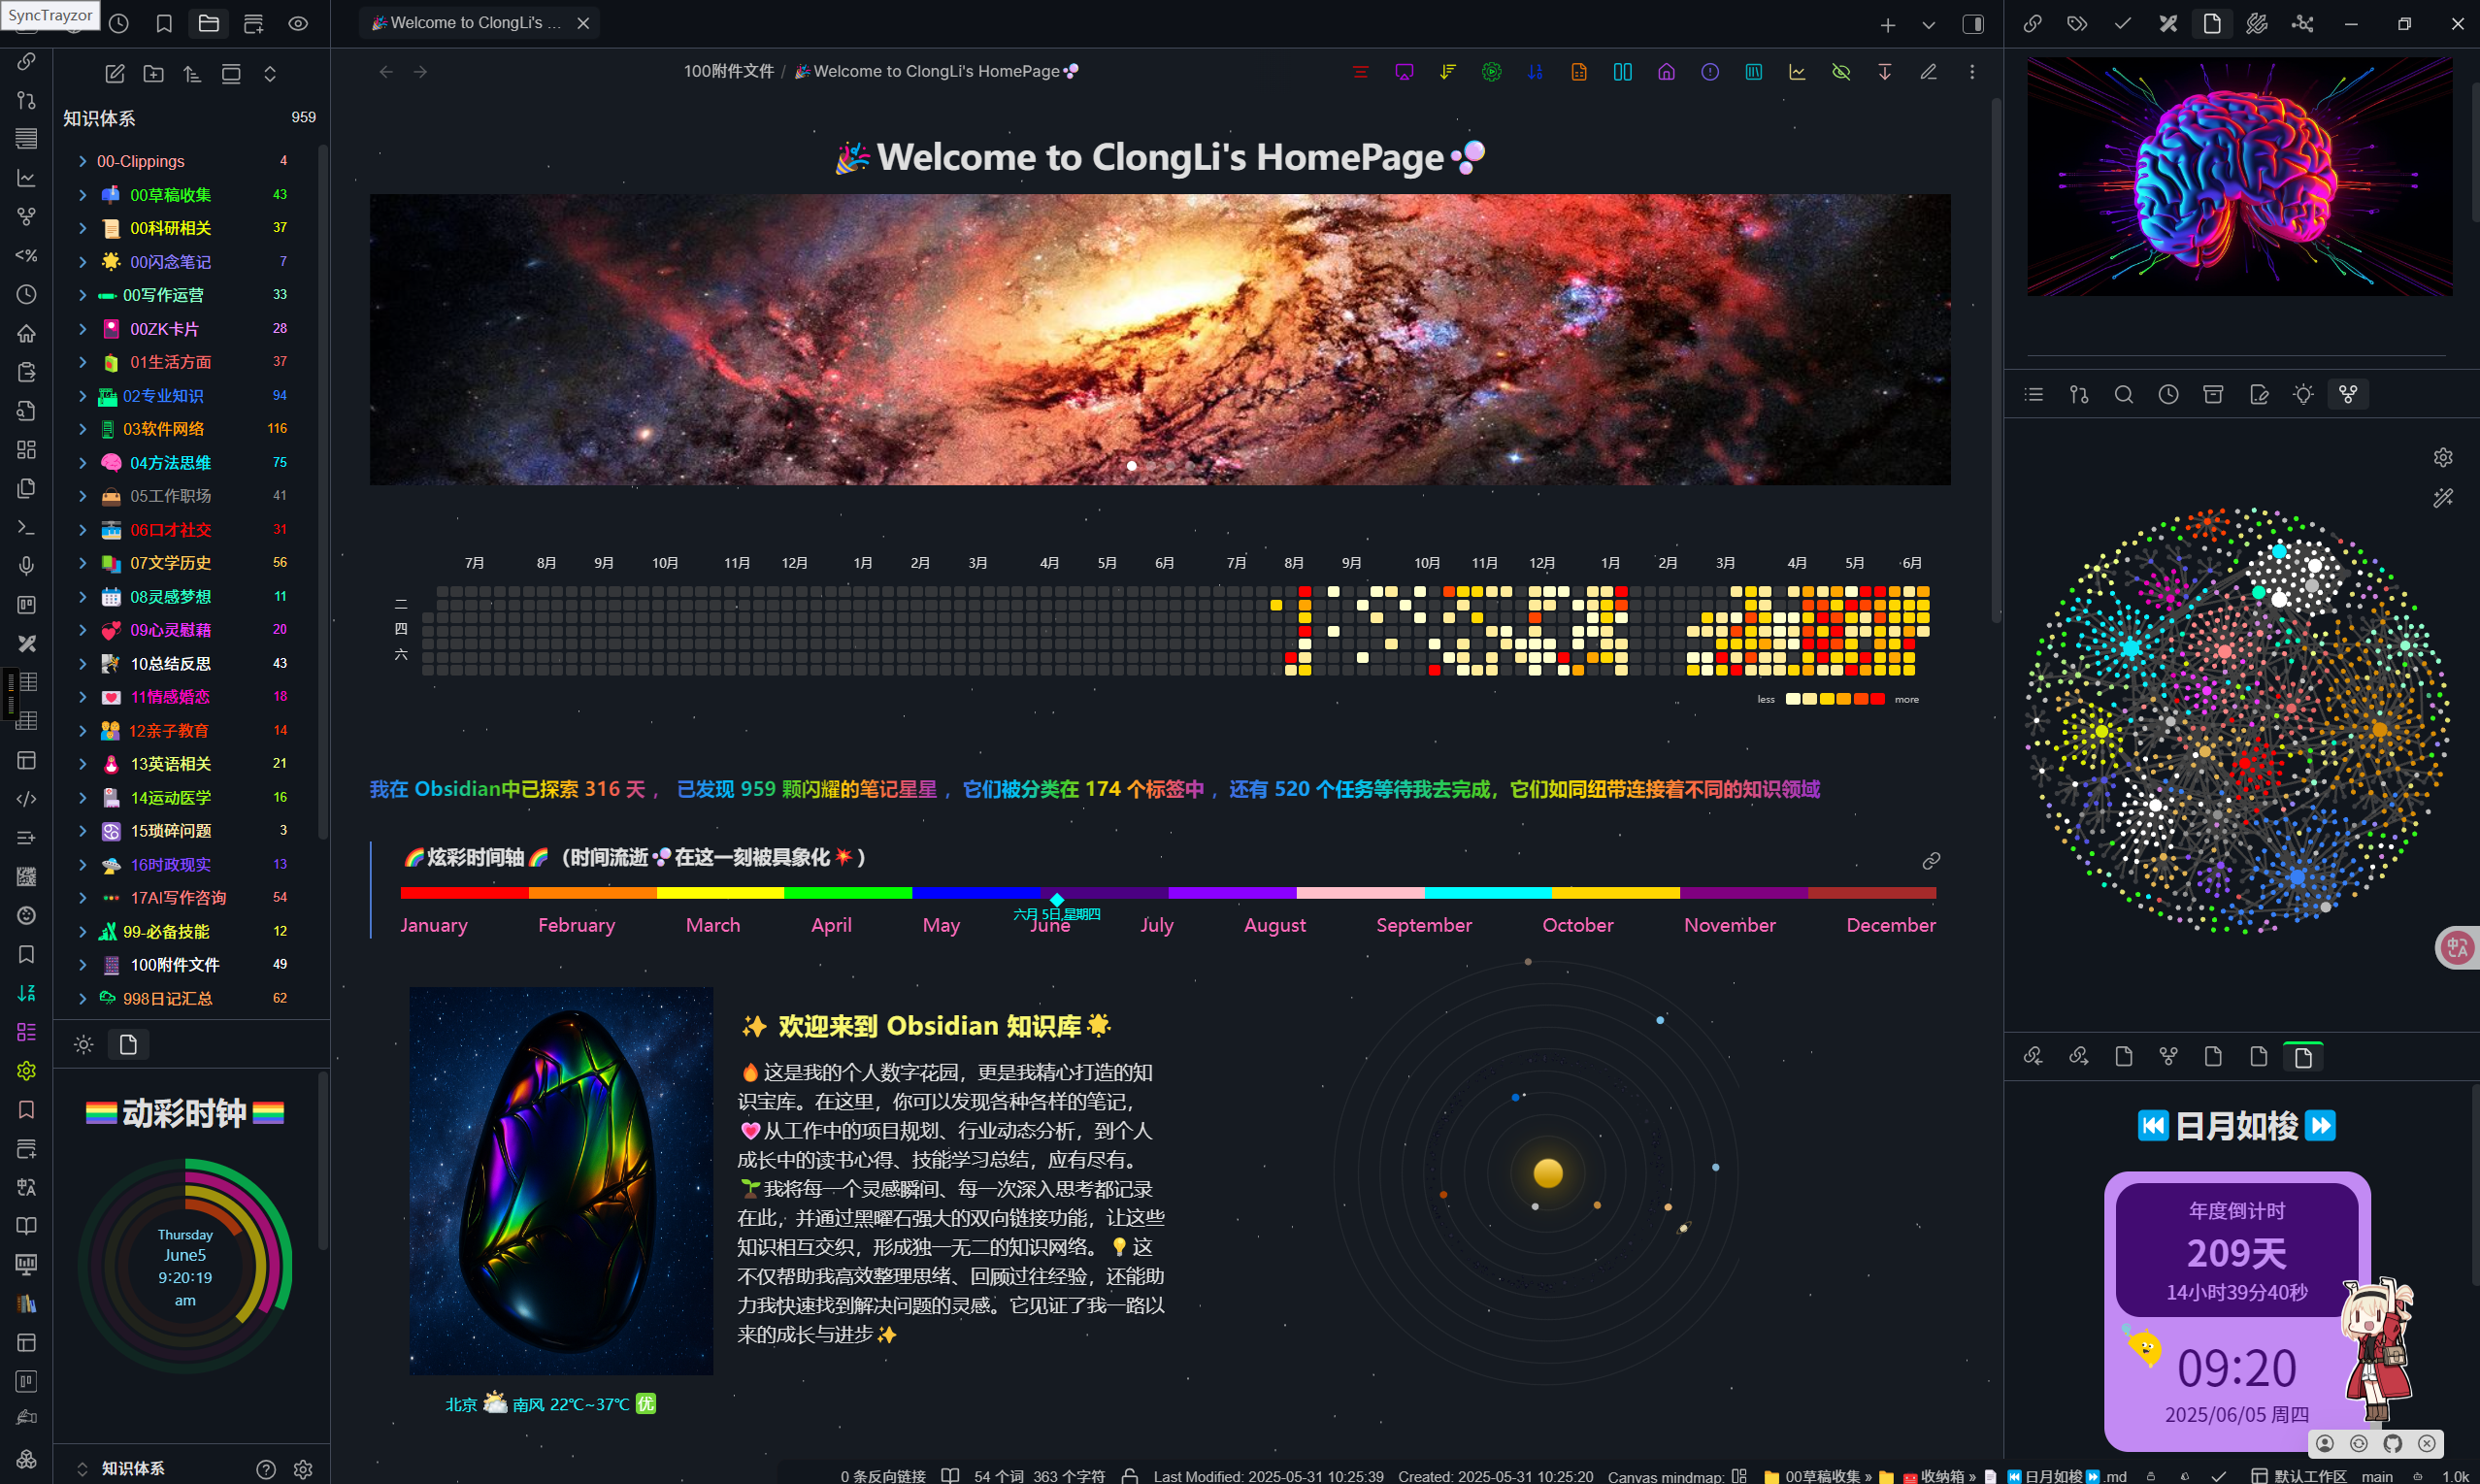 SyncTrayzor
🎉Welcome to ClongLi's ...
100附件文件 / 🎉Welcome to ClongLi's HomePage🫧
知识体系 959
00-Clippings 4
📫 00草稿收集 43
📜 00科研相关 37
🌟 00闪念笔记 7
00写作运营 33
00ZK卡片 28
01生活方面 37
02专业知识 94
03软件网络 116
🧠 04方法思维 75
05工作职场 41
06口才社交 31
07文学历史 56
08灵感梦想 11
💞 09心灵慰藉 20
10总结反思 43
💌 11情感婚恋 18
12亲子教育 14
13英语相关 21
14运动医学 16
♋ 15琐碎问题 3
🛸 16时政现实 13
17AI写作咨询 54
99-必备技能 12
100附件文件 49
998日记汇总 62
动彩时钟
Thursday
June5
9:20:19
am
知识体系
🎉Welcome to ClongLi's HomePage🫧
7月 8月 9月 10月 11月 12月 1月 2月 3月 4月 5月 6月 7月 8月 9月 10月 11月 12月 1月 2月 3月 4月 5月 6月
二
四
六
less more
我在 Obsidian中已探索 316 天， 已发现 959 颗闪耀的笔记星星 ，它们被分类在 174 个标签中 ，还有 520 个任务等待我去完成，它们如同纽带连接着不同的知识领域
🌈炫彩时间轴🌈（时间流逝🫧在这一刻被具象化💥）
六月 5日,星期四
January February March April May June July August September October November December
✨ 欢迎来到 Obsidian 知识库🌟
🔥这是我的个人数字花园，更是我精心打造的知
识宝库。在这里，你可以发现各种各样的笔记，
💗从工作中的项目规划、行业动态分析，到个人
成长中的读书心得、技能学习总结，应有尽有。
🌱我将每一个灵感瞬间、每一次深入思考都记录
在此，并通过黑曜石强大的双向链接功能，让这些
知识相互交织，形成独一无二的知识网络。💡这
不仅帮助我高效整理思绪、回顾过往经验，还能助
力我快速找到解决问题的灵感。它见证了我一路以
来的成长与进步✨
北京 南风 22℃~37℃ 优
⏮日月如梭⏩
年度倒计时
209天
14小时39分40秒
09:20
2025/06/05 周四
0 条反向链接 54 个词 363 个字符 Last Modified: 2025-05-31 10:25:39 Created: 2025-05-31 10:25:20 Canvas mindmap: 📁 00草稿收集 » 📁 📮收纳箱 » 📄 ⏮日月如梭⏩.md 默认工作区 main 1.0k